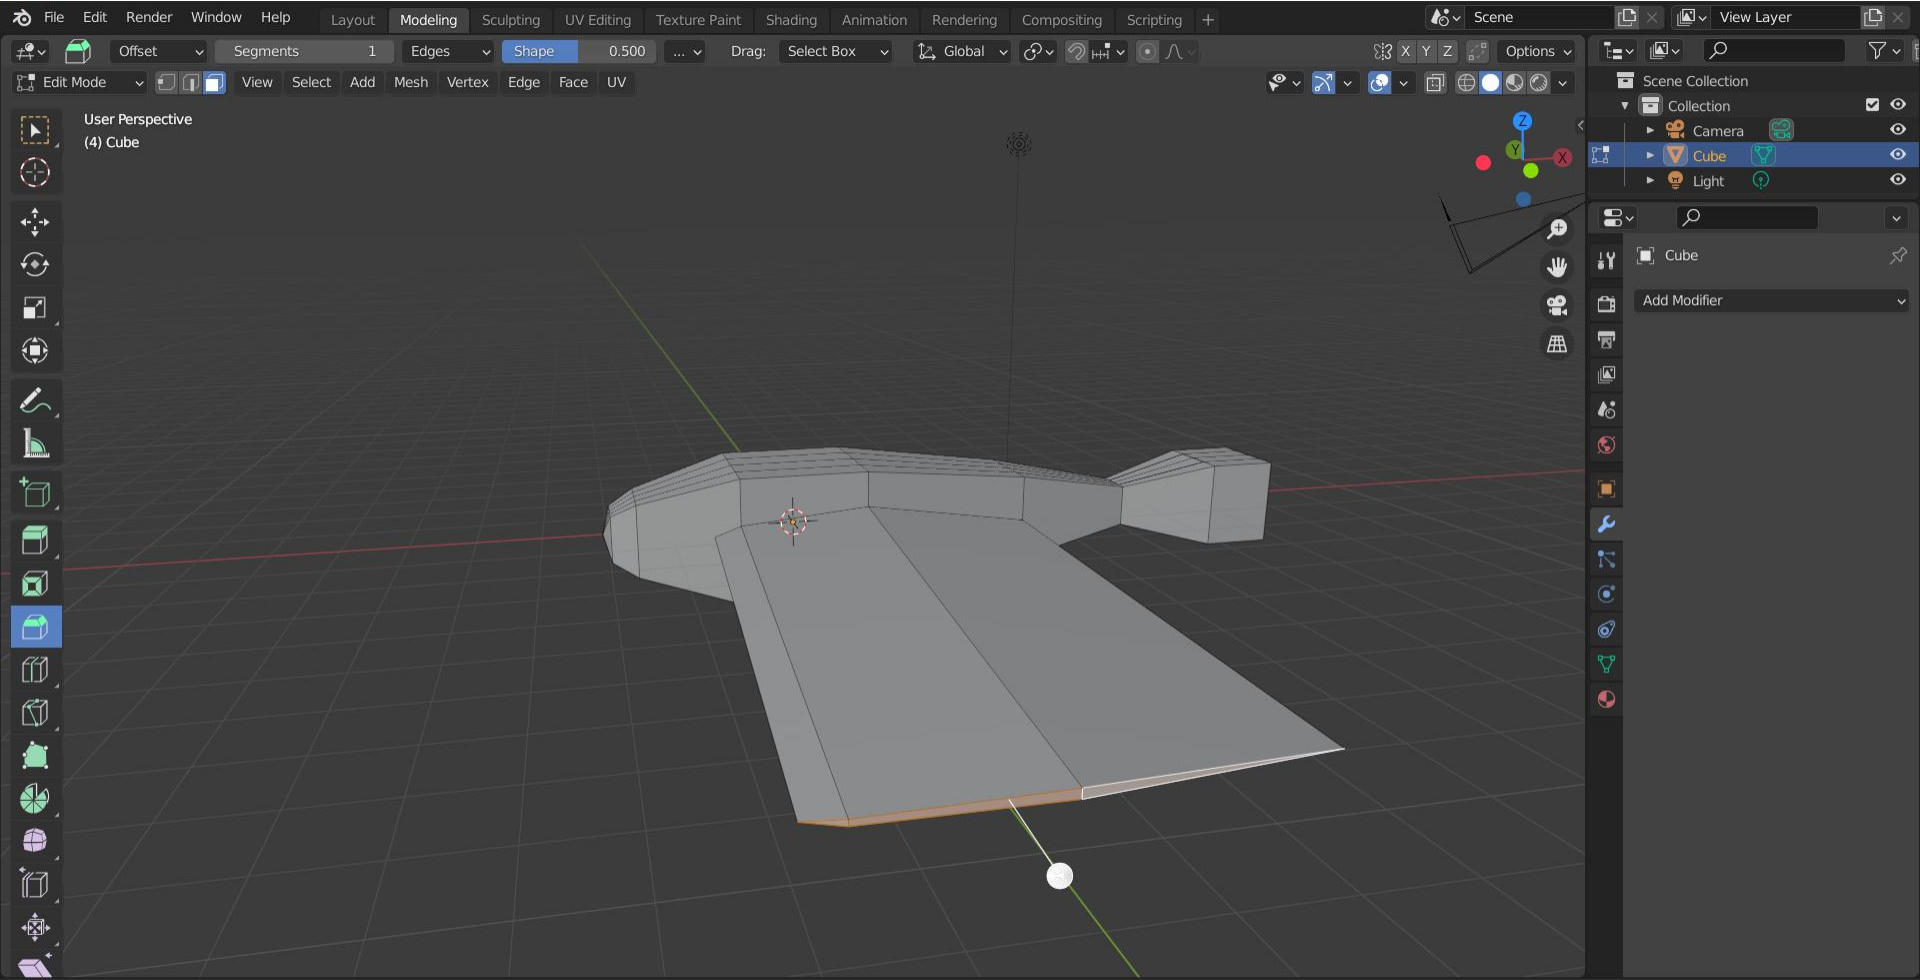 File Edit Render Window Help Layout Modeling Sculpting UV Editing Texture Paint Shading Animation Rendering Compositing Scripting + Scene View Layer
Offset Segments 1 Edges Shape 0.500 ... Drag: Select Box Global X Y Z Options
Edit Mode View Select Add Mesh Vertex Edge Face UV
Scene Collection
Collection
Camera
Cube
Light
User Perspective
(4) Cube
Z
Y
X
Cube
Add Modifier